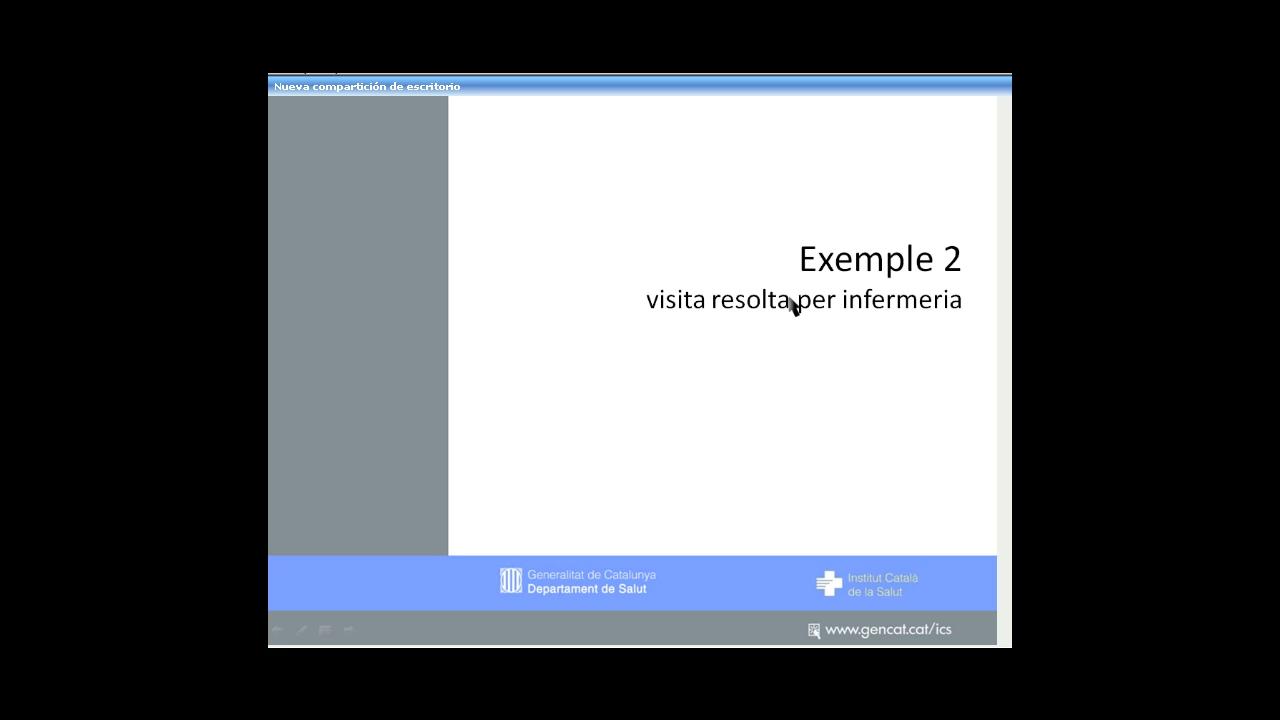 Nueva compartición de escritorio
Exemple 2
visita resolta per infermeria
Generalitat de Catalunya
Departament de Salut
Institut Català
de la Salut
www.gencat.cat/ics